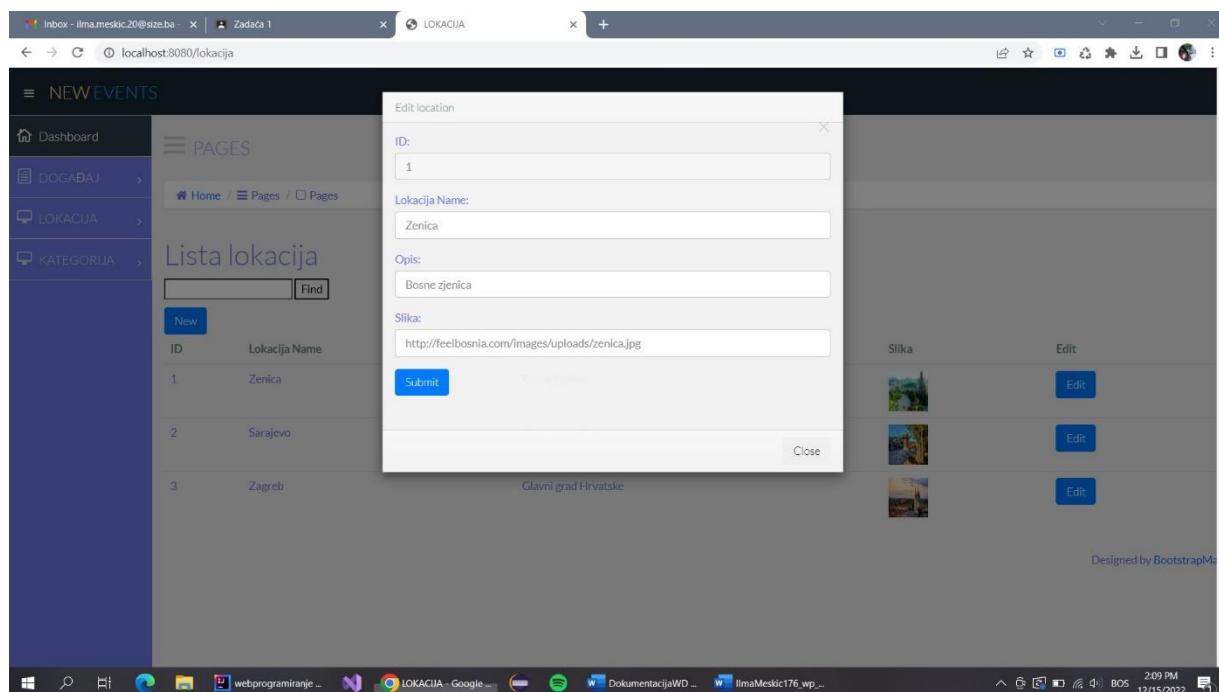 Inbox - ilma.meskic.20@size.ba -
Zadaća 1
LOKACIJA
localhost:8080/lokacija
NEW EVENTS
Dashboard
DOGAĐAJ
LOKACIJA
KATEGORIJA
PAGES
Home / Pages / Pages
Lista lokacija
Find
New
ID Lokacija Name Slika Edit
1 Zenica Edit
2 Sarajevo Edit
3 Zagreb Glavni grad Hrvatske Edit
Edit location
ID:
1
Lokacija Name:
Zenica
Opis:
Bosne zjenica
Slika:
http://feelbosnia.com/images/uploads/zenica.jpg
Submit
Close
Designed by BootstrapMa
webprogramiranje ...
LOKACIJA - Google ...
DokumentacijaWD ...
IlmaMeskic176_wp_...
BOS
2:09 PM
12/15/2022